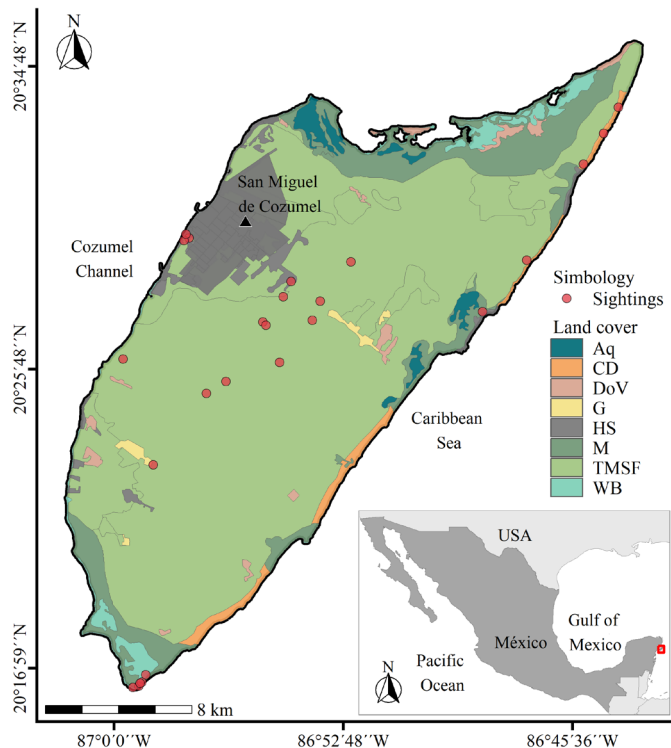 N
20°34´48´´N
San Miguel
de Cozumel
Cozumel
Channel
Simbology
Sightings
Land cover
Aq
CD
DoV
G
HS
M
TMSF
WB
20°25´48´´N
Caribbean
Sea
USA
Gulf of
Mexico
México
Pacific
Ocean
N
20°16´59´´N
8 km
87°0´0´´W
86°52´48´´W
86°45´36´´W